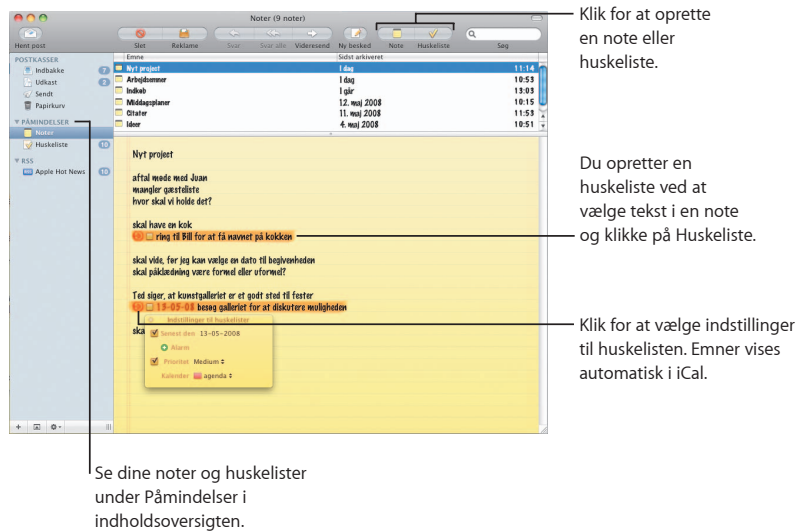 Noter (9 noter)
Hent post
Slet
Reklame
Svar
Svar alle
Videresend
Ny besked
Note
Huskeliste
Søg
POSTKASSER
Indbakke 7
Udkast 2
Sendt
Papirkurv
PÅMINDELSER
Noter
Huskeliste 10
RSS
Apple Hot News 10
Emne Sidst arkiveret
Nyt projest I dag 11:14
Arbejdsemner I dag 10:53
Indkøb I går 13:03
Middagsplaner 12. maj 2008 10:15
Citater 11. maj 2008 11:53
Ideer 4. maj 2008 10:51
Nyt projest
aftal møde med Juan
mangler gæsteliste
hvor skal vi holde det?
skal have en kok
ring til Bill for at få navnet på kokken
skal vide, før jeg kan vælge en dato til begivenheden
skal påklædning være formel eller uformel?
Ted siger, at kunstgalleriet er et godt sted til fester
13-05-08 besøg galleriet for at diskutere muligheden
ska
Indstillinger til huskelister
Senest den 13-05-2008
Alarm
Prioritet Medium
Kalender agenda
Klik for at oprette
en note eller
huskeliste.
Du opretter en
huskeliste ved at
vælge tekst i en note
og klikke på Huskeliste.
Klik for at vælge indstillinger
til huskelisten. Emner vises
automatisk i iCal.
Se dine noter og huskelister
under Påmindelser i
indholdsoversigten.